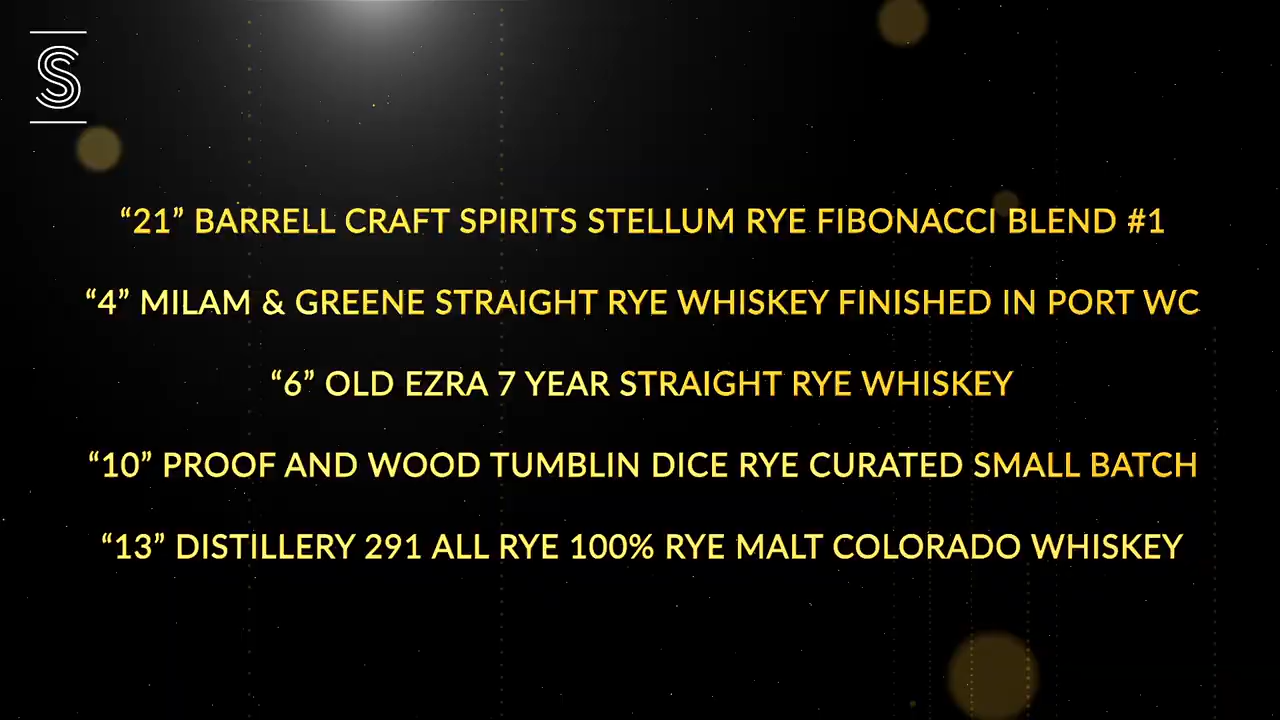 S
“21” BARRELL CRAFT SPIRITS STELLUM RYE FIBONACCI BLEND #1
“4” MILAM & GREENE STRAIGHT RYE WHISKEY FINISHED IN PORT WC
“6” OLD EZRA 7 YEAR STRAIGHT RYE WHISKEY
“10” PROOF AND WOOD TUMBLIN DICE RYE CURATED SMALL BATCH
“13” DISTILLERY 291 ALL RYE 100% RYE MALT COLORADO WHISKEY